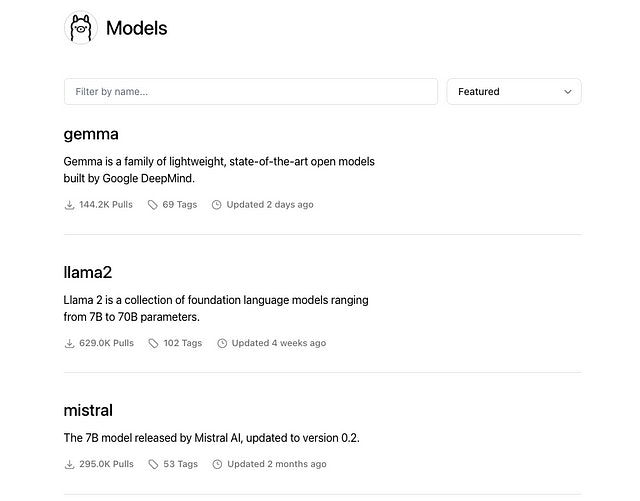 Models
Filter by name...
Featured
gemma
Gemma is a family of lightweight, state-of-the-art open models
built by Google DeepMind.
144.2K Pulls 69 Tags Updated 2 days ago
llama2
Llama 2 is a collection of foundation language models ranging
from 7B to 70B parameters.
629.0K Pulls 102 Tags Updated 4 weeks ago
mistral
The 7B model released by Mistral AI, updated to version 0.2.
295.0K Pulls 53 Tags Updated 2 months ago